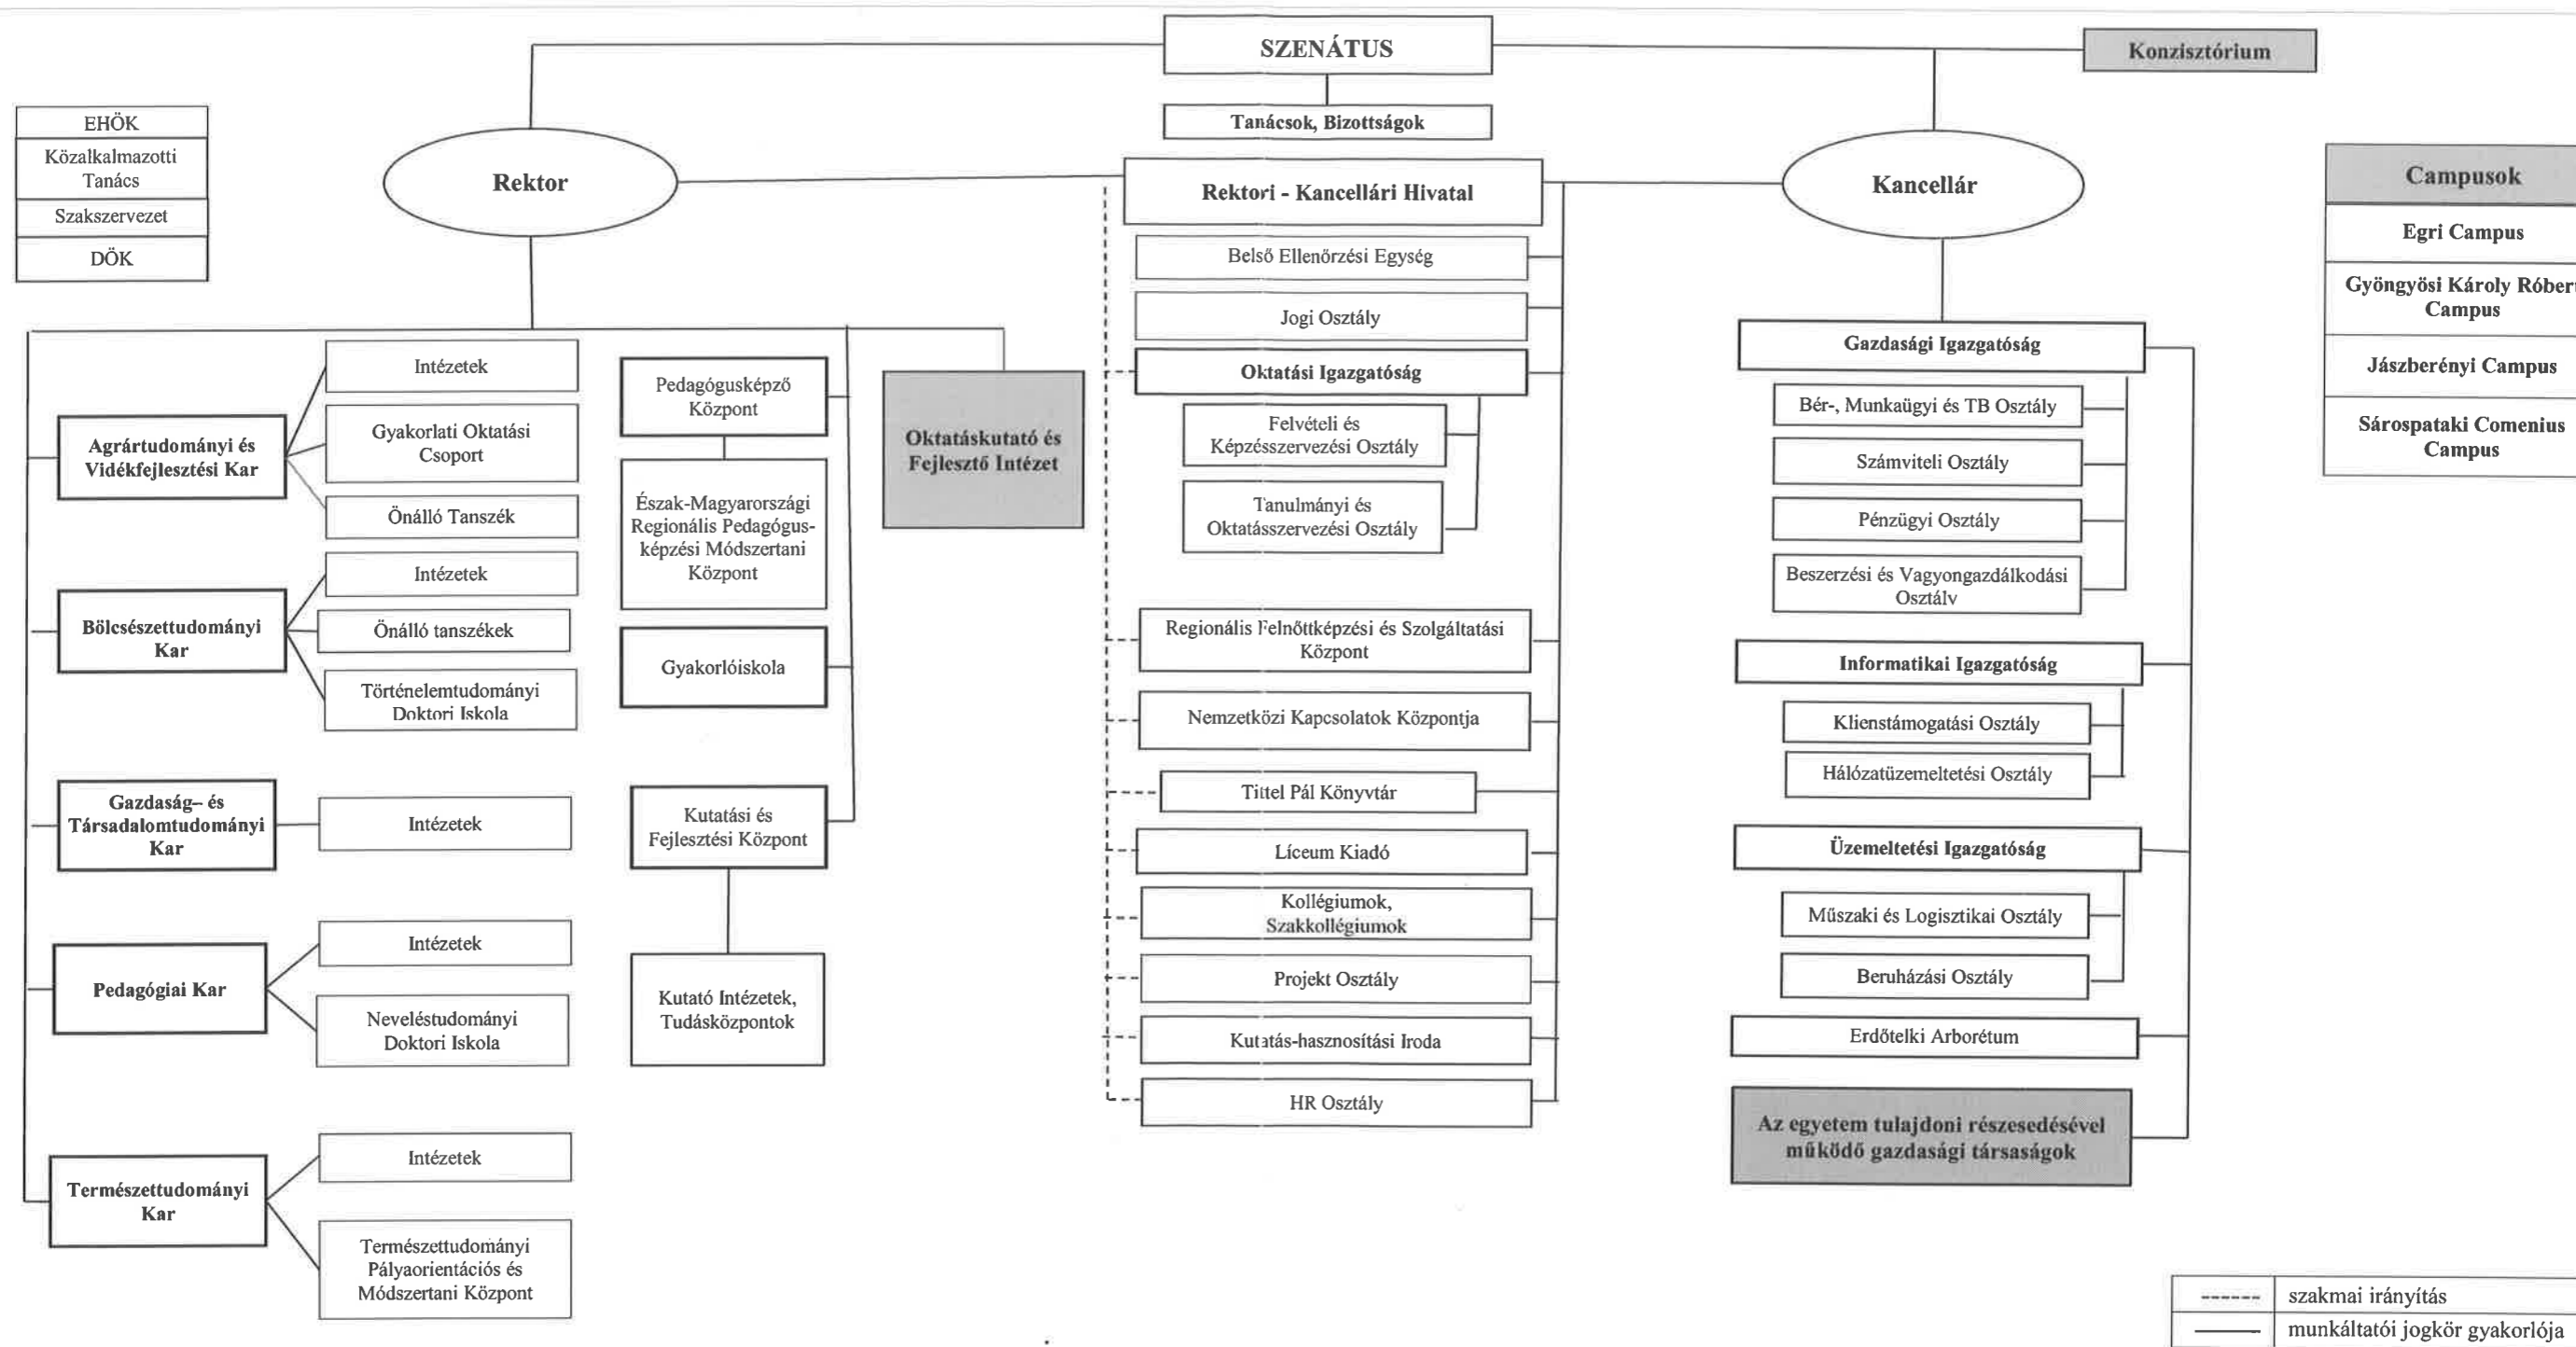 SZENÁTUS
Konzisztórium
Tanácsok, Bizottságok
EHÖK
Közalkalmazotti
Tanács
Szakszervezet
DÖK
Rektor
Rektori - Kancellári Hivatal
Kancellár
Campusok
Egri Campus
Gyöngyösi Károly Róbert
Campus
Jászberényi Campus
Sárospataki Comenius
Campus
Agrártudományi és
Vidékfejlesztési Kar
Intézetek
Gyakorlati Oktatási
Csoport
Önálló Tanszék
Bölcsészettudományi
Kar
Intézetek
Önálló tanszékek
Történelemtudományi
Doktori Iskola
Gazdaság– és
Társadalomtudományi
Kar
Intézetek
Pedagógiai Kar
Intézetek
Neveléstudományi
Doktori Iskola
Természettudományi
Kar
Intézetek
Természettudományi
Pályaorientációs és
Módszertani Központ
Pedagógusképző
Központ
Észak-Magyarországi
Regionális Pedagógus-
képzési Módszertani
Központ
Gyakorlóiskola
Kutatási és
Fejlesztési Központ
Kutató Intézetek,
Tudásközpontok
Oktatáskutató és
Fejlesztő Intézet
Belső Ellenőrzési Egység
Jogi Osztály
Oktatási Igazgatóság
Felvételi és
Képzésszervezési Osztály
Tanulmányi és
Oktatásszervezési Osztály
Regionális Felnőttképzési és Szolgáltatási
Központ
Nemzetközi Kapcsolatok Központja
Tittel Pál Könyvtár
Líceum Kiadó
Kollégiumok,
Szakkollégiumok
Projekt Osztály
Kutatás-hasznosítási Iroda
HR Osztály
Gazdasági Igazgatóság
Bér-, Munkaügyi és TB Osztály
Számviteli Osztály
Pénzügyi Osztály
Beszerzési és Vagyongazdálkodási
Osztály
Informatikai Igazgatóság
Klienstámogatási Osztály
Hálózatüzemeltetési Osztály
Üzemeltetési Igazgatóság
Műszaki és Logisztikai Osztály
Beruházási Osztály
Erdőtelki Arborétum
Az egyetem tulajdoni részesedésével
működő gazdasági társaságok
szakmai irányítás
munkáltatói jogkör gyakorlója